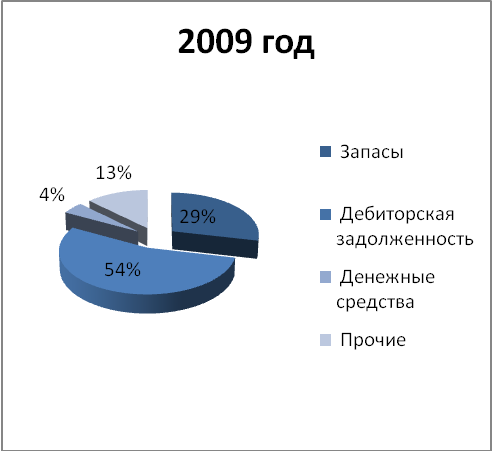 2009 год
13%
4%
29%
54%
Запасы
Дебиторская
задолженность
Денежные
средства
Прочие